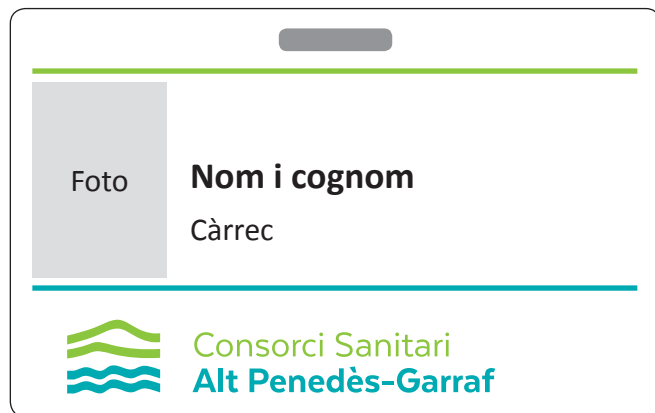 Foto
Nom i cognom
Càrrec
Consorci Sanitari
Alt Penedès-Garraf